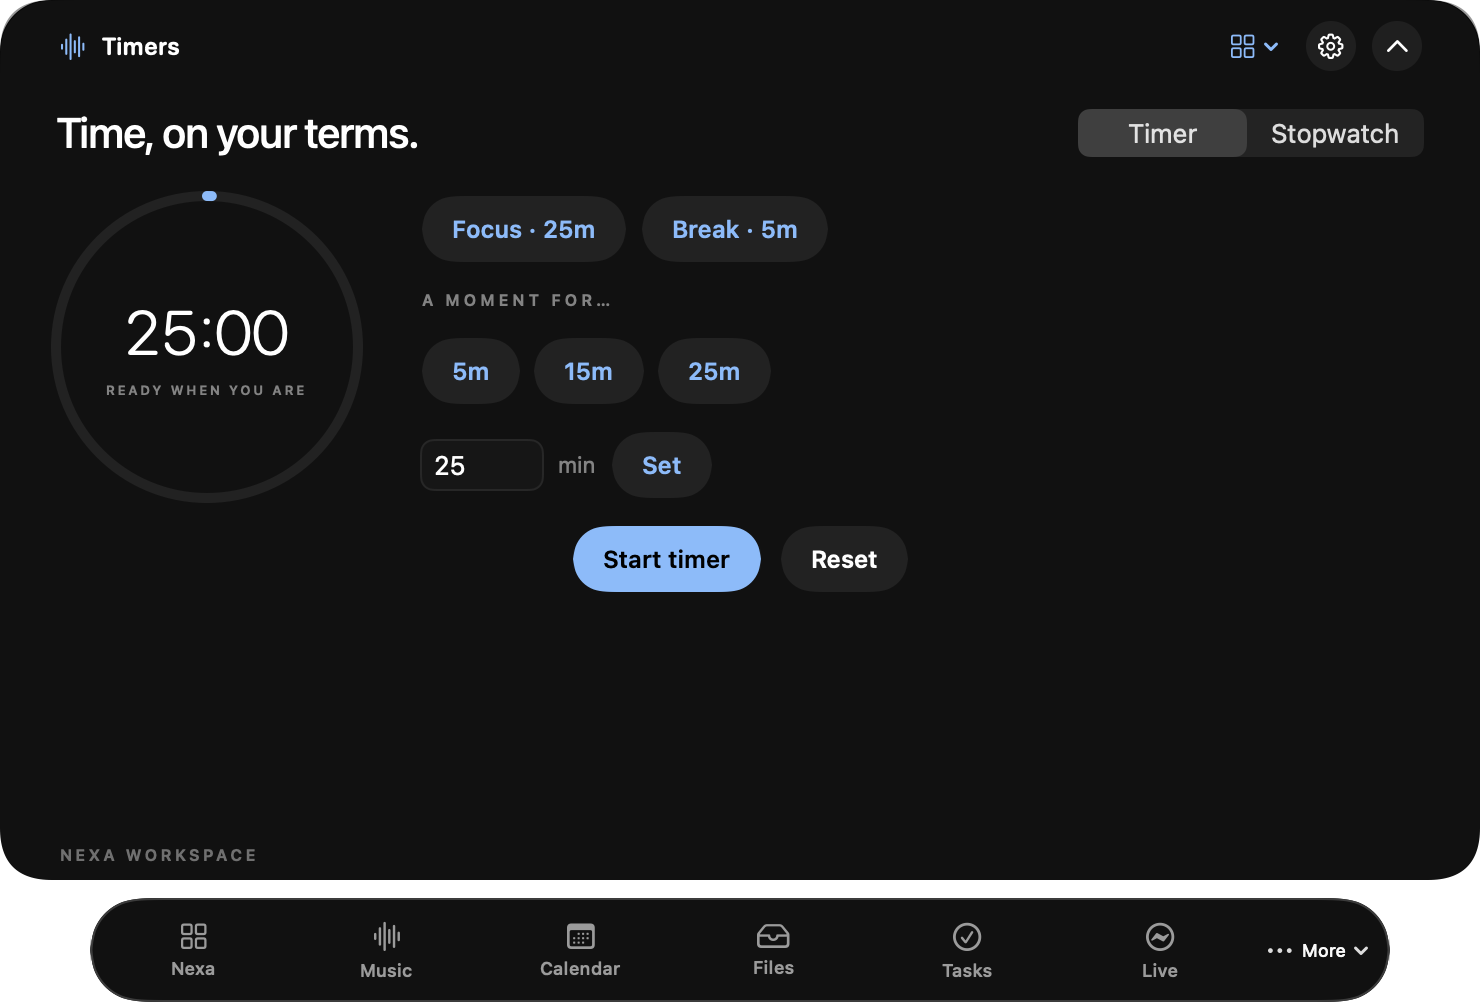 Timers
Time, on your terms.
Timer
Stopwatch
Focus · 25m
Break · 5m
A MOMENT FOR…
25:00
READY WHEN YOU ARE
5m
15m
25m
25
min
Set
Start timer
Reset
NEXA WORKSPACE
Nexa
Music
Calendar
Files
Tasks
Live
••• More